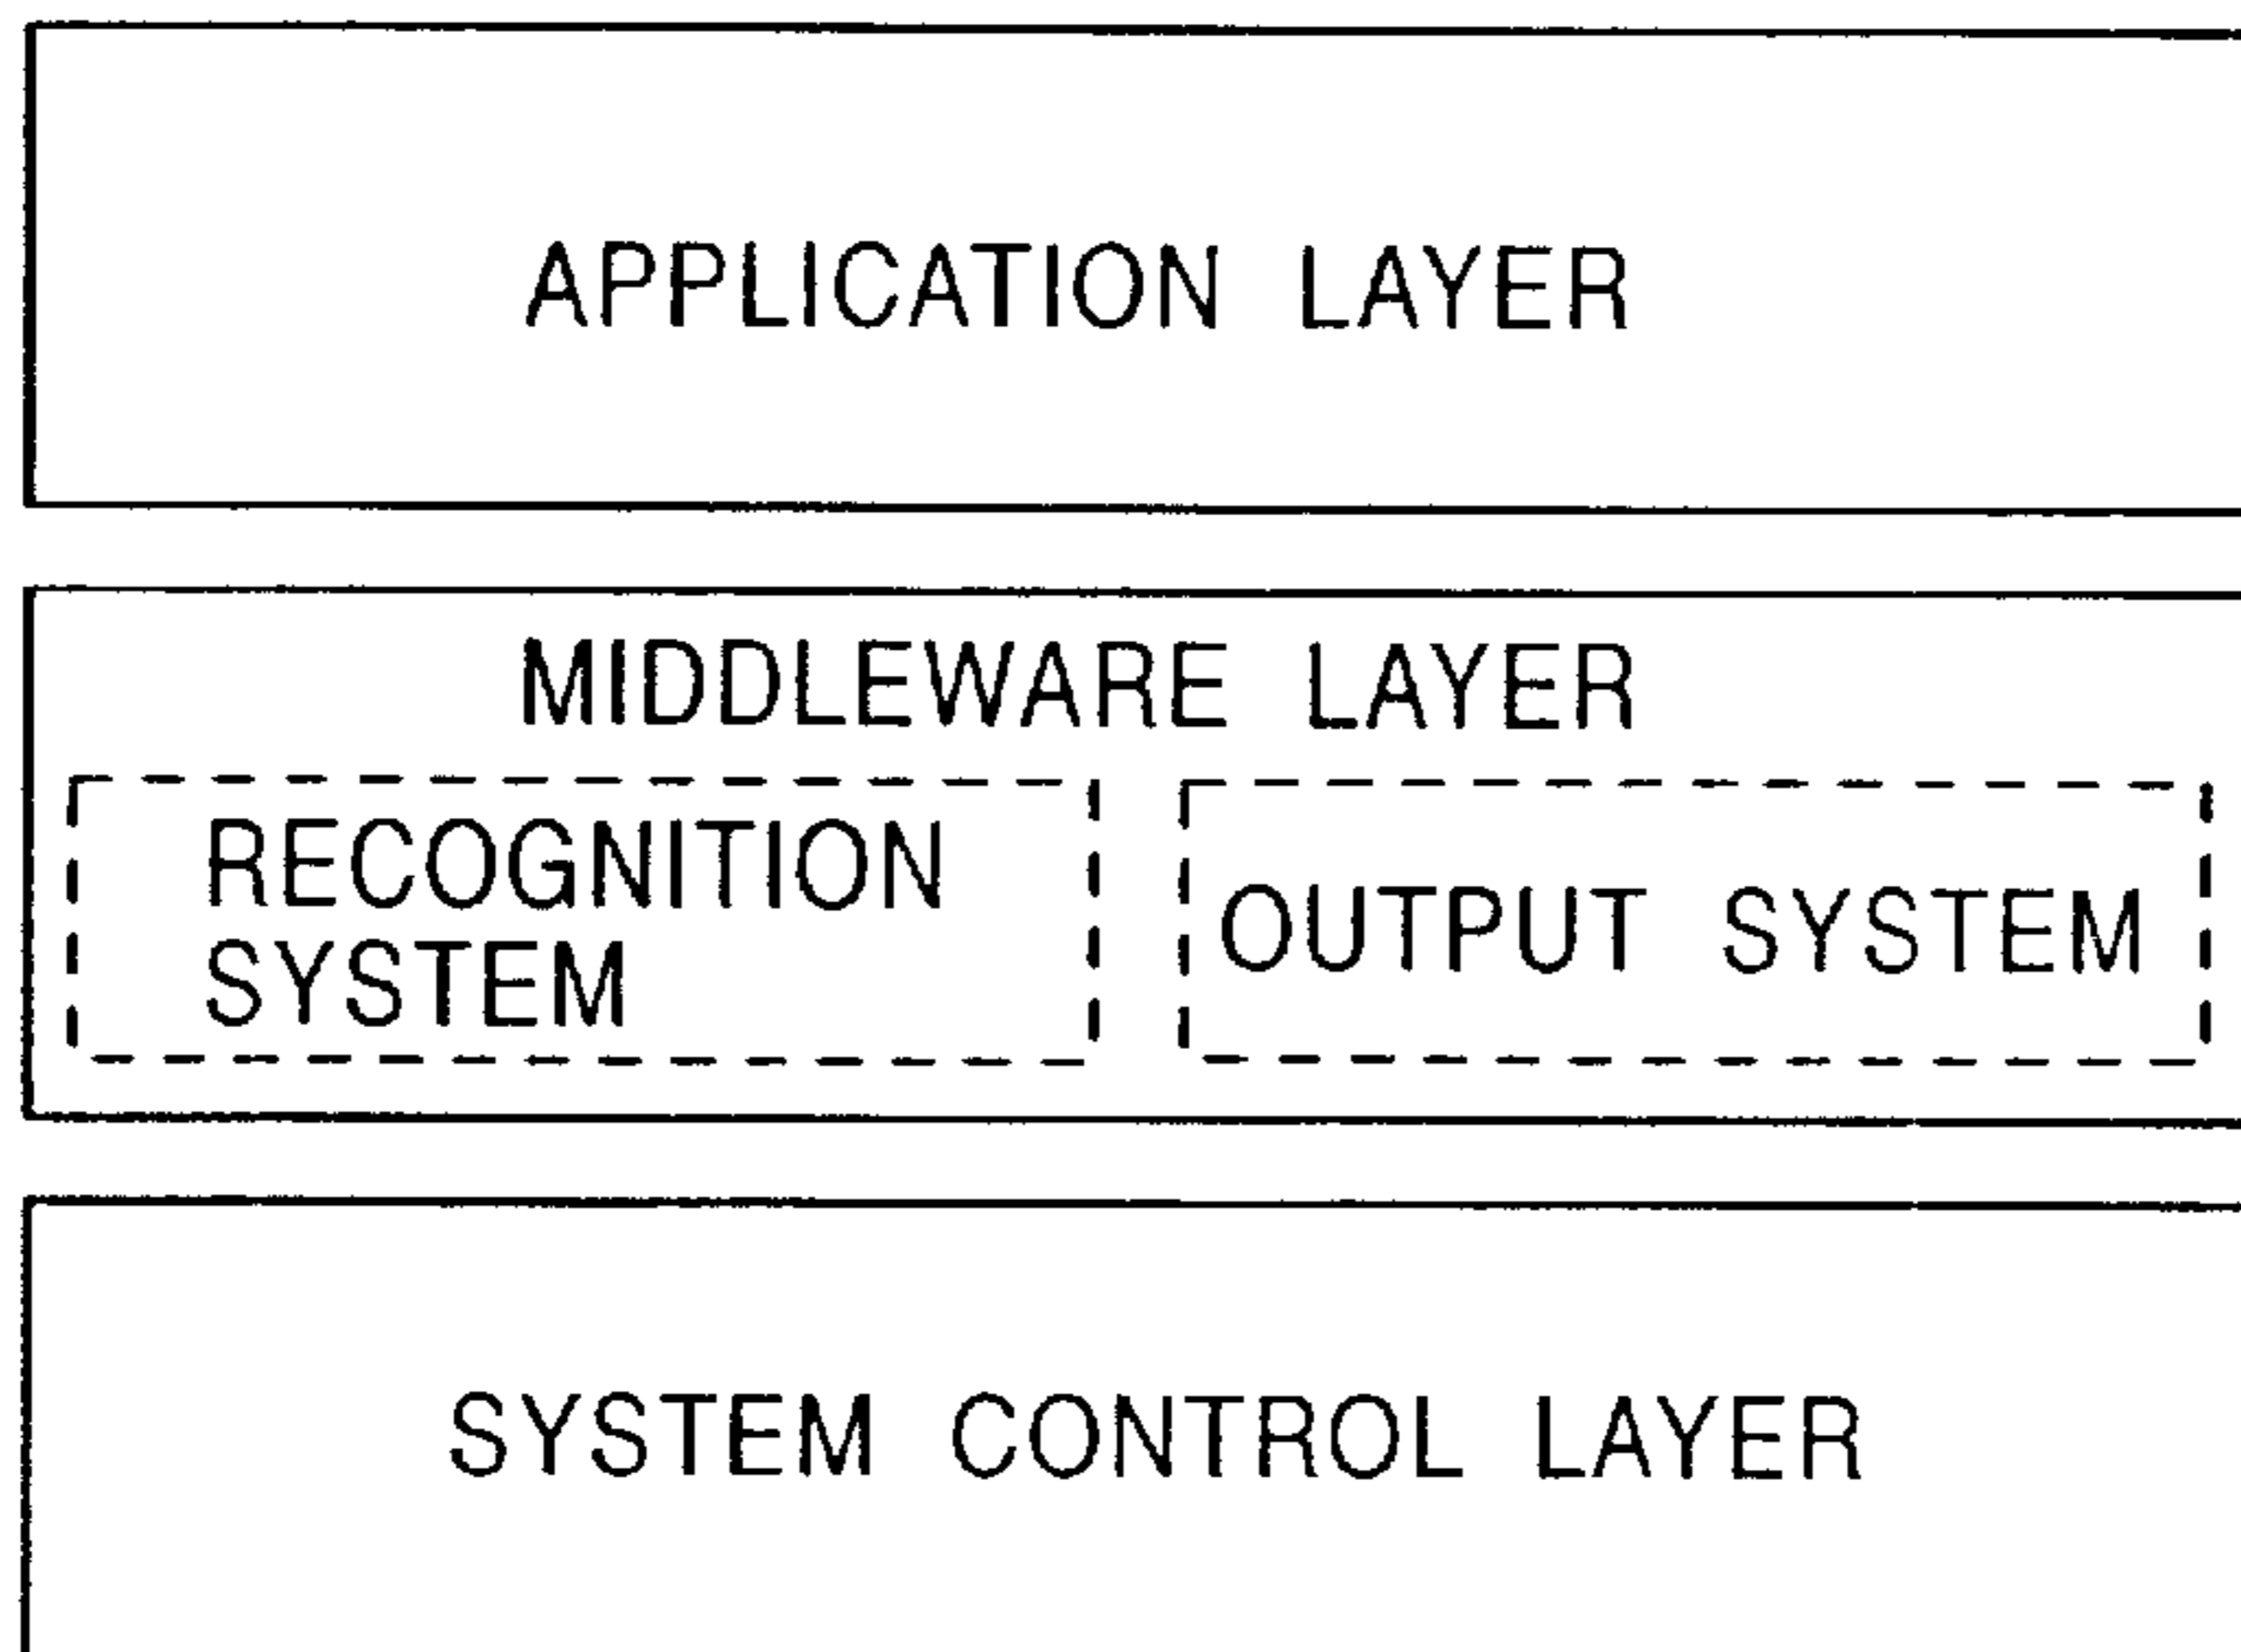 APPLICATION LAYER
MIDDLEWARE LAYER
RECOGNITION
SYSTEM
OUTPUT SYSTEM
SYSTEM CONTROL LAYER